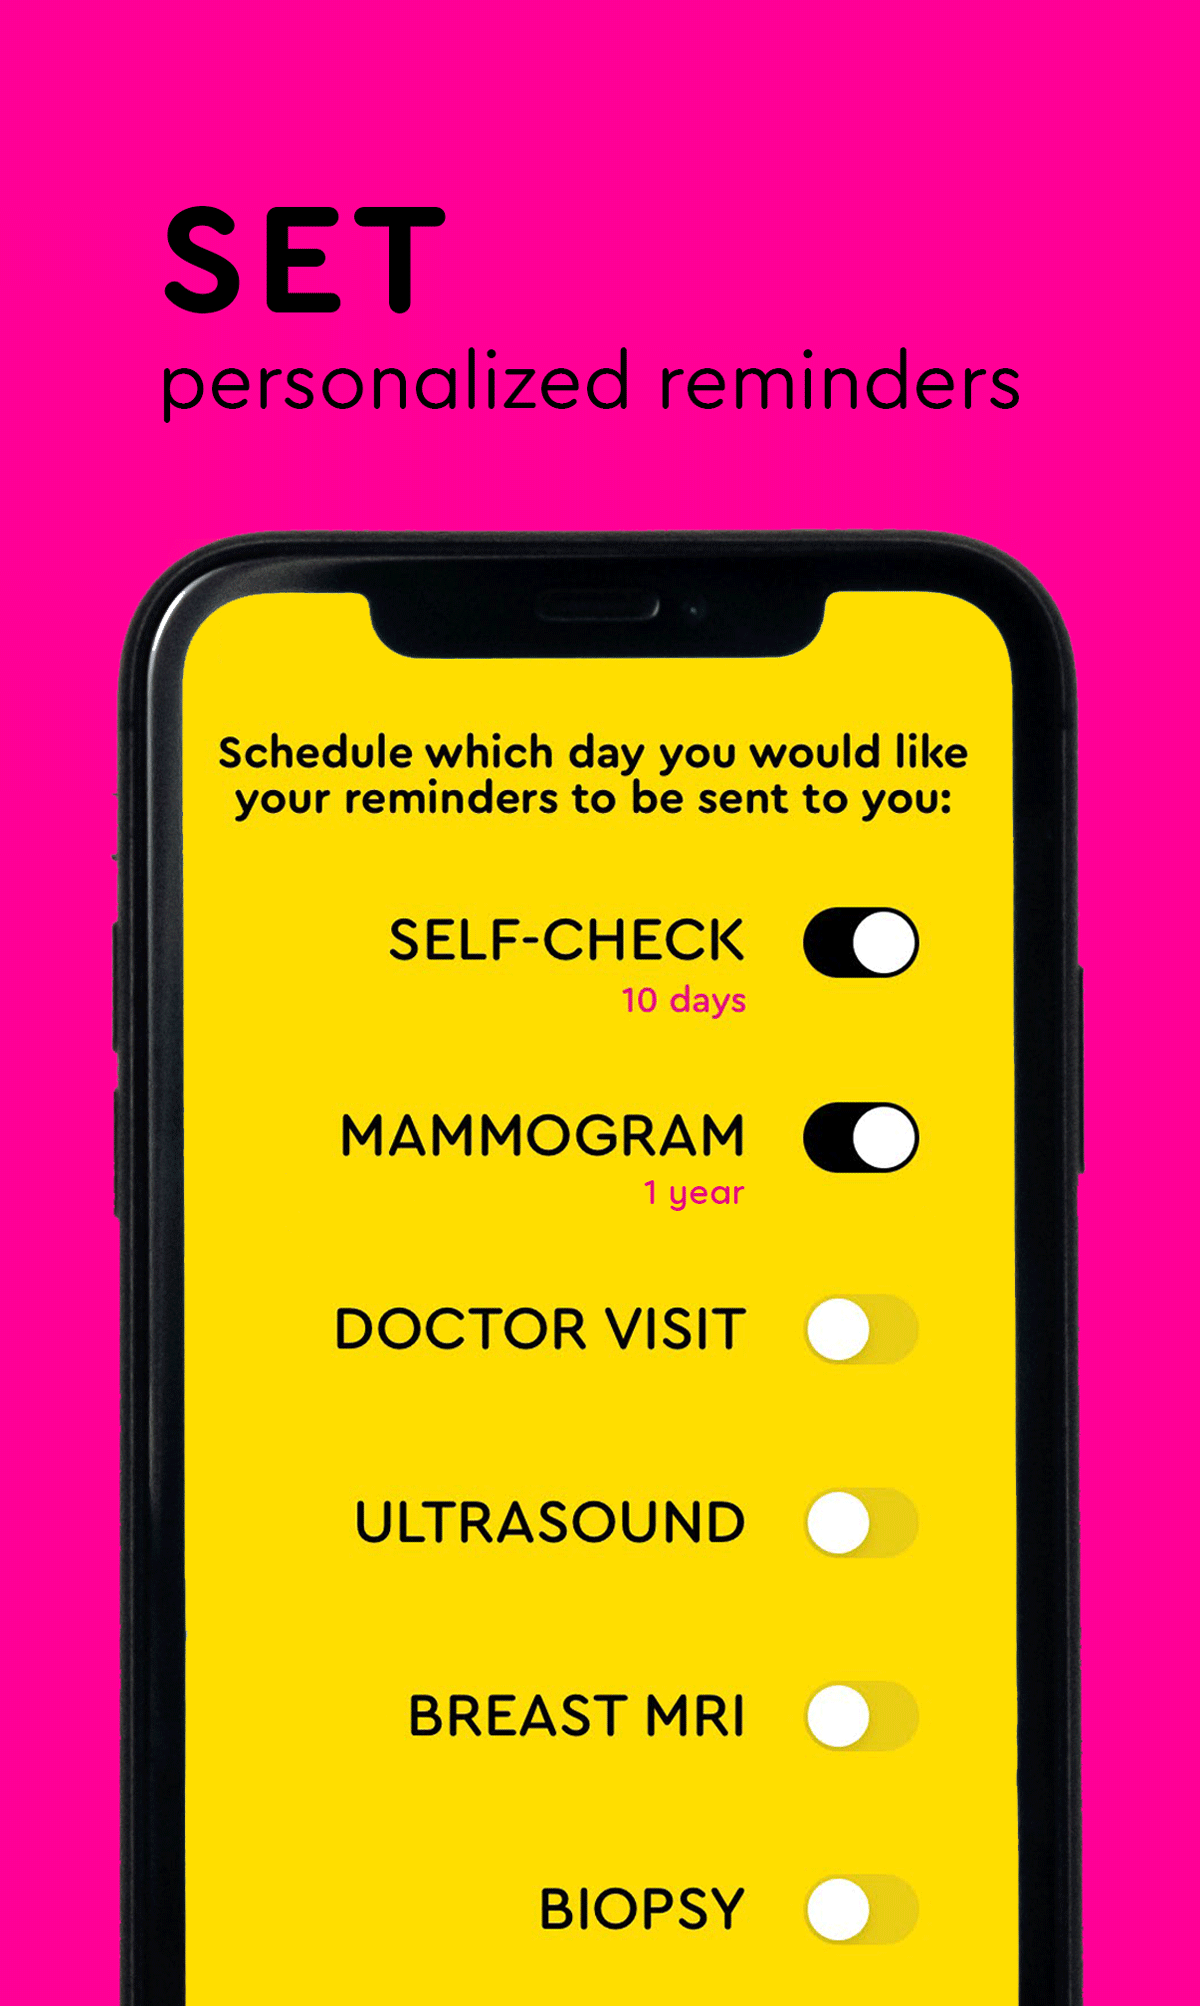 SET
personalized reminders
Schedule which day you would like
your reminders to be sent to you:
SELF-CHECK
10 days
MAMMOGRAM
1 year
DOCTOR VISIT
ULTRASOUND
BREAST MRI
BIOPSY